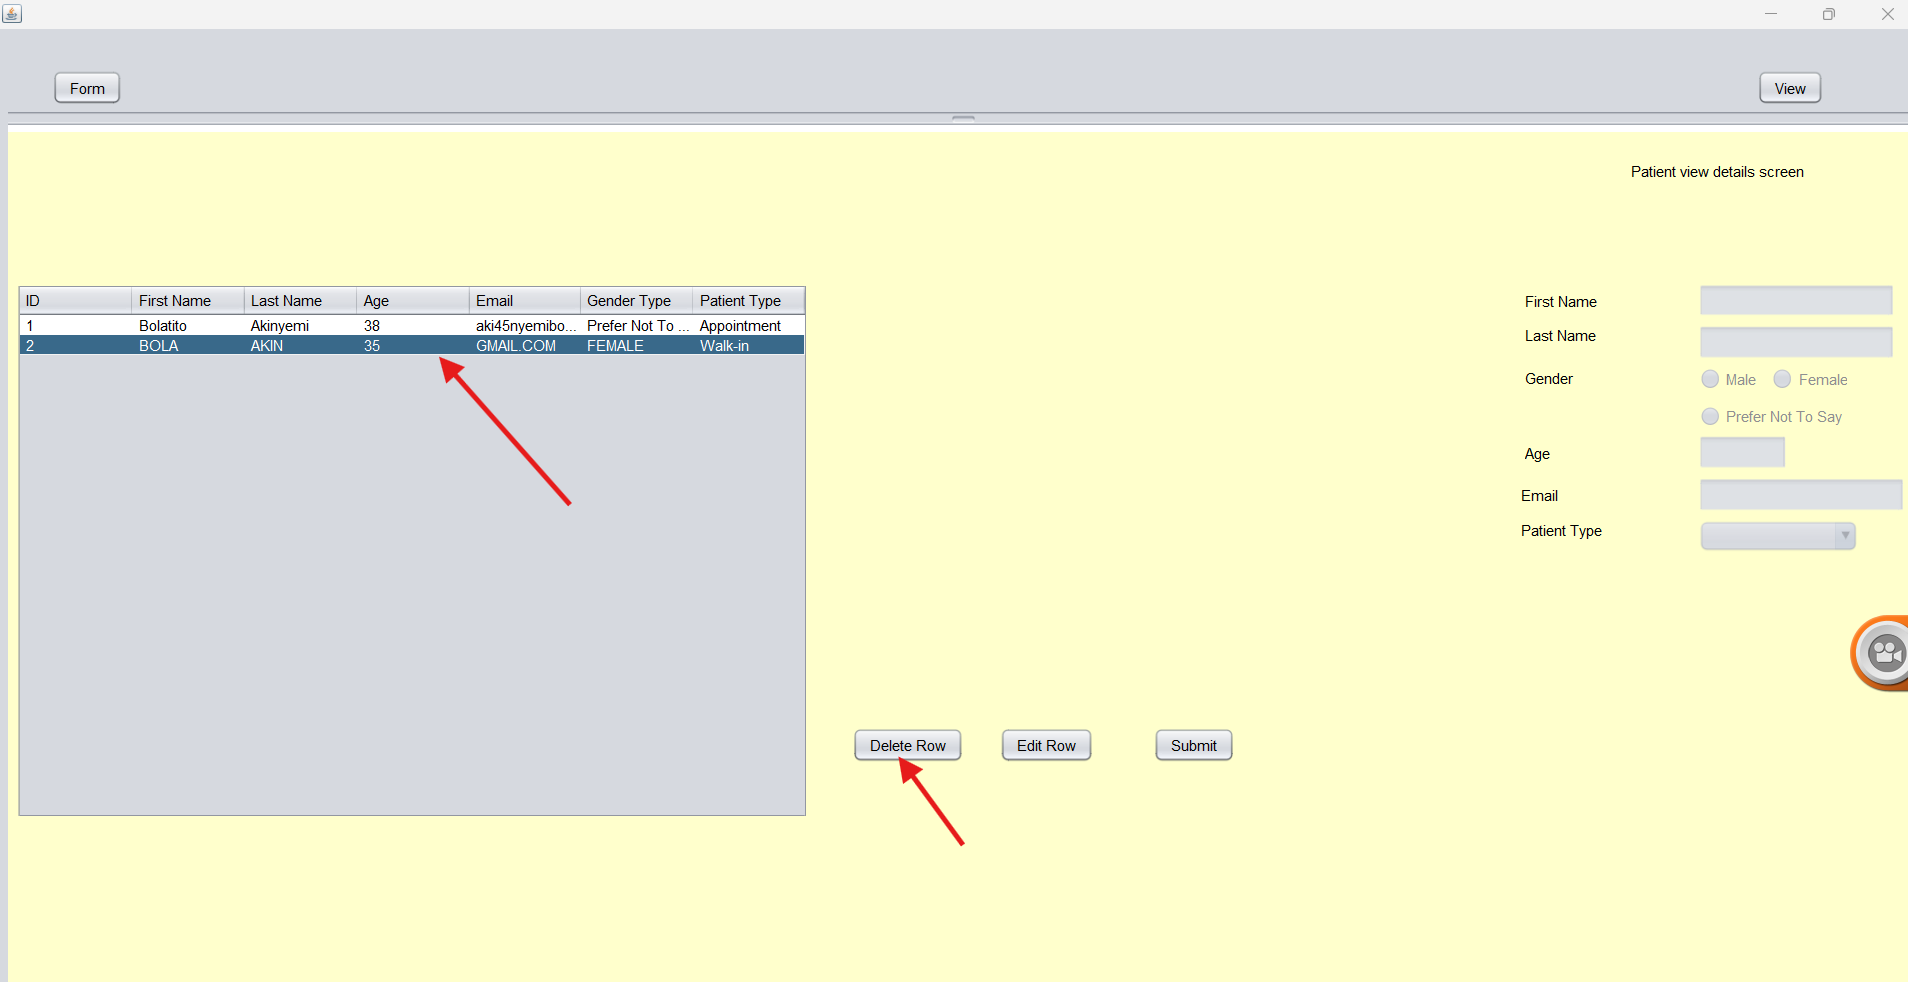 Form
View
Patient view details screen
ID First Name Last Name Age Email Gender Type Patient Type
1 Bolatito Akinyemi 38 aki45nyemibo... Prefer Not To ... Appointment
2 BOLA AKIN 35 GMAIL.COM FEMALE Walk-in
First Name
Last Name
Gender Male Female
Prefer Not To Say
Age
Email
Patient Type
Delete Row Edit Row Submit